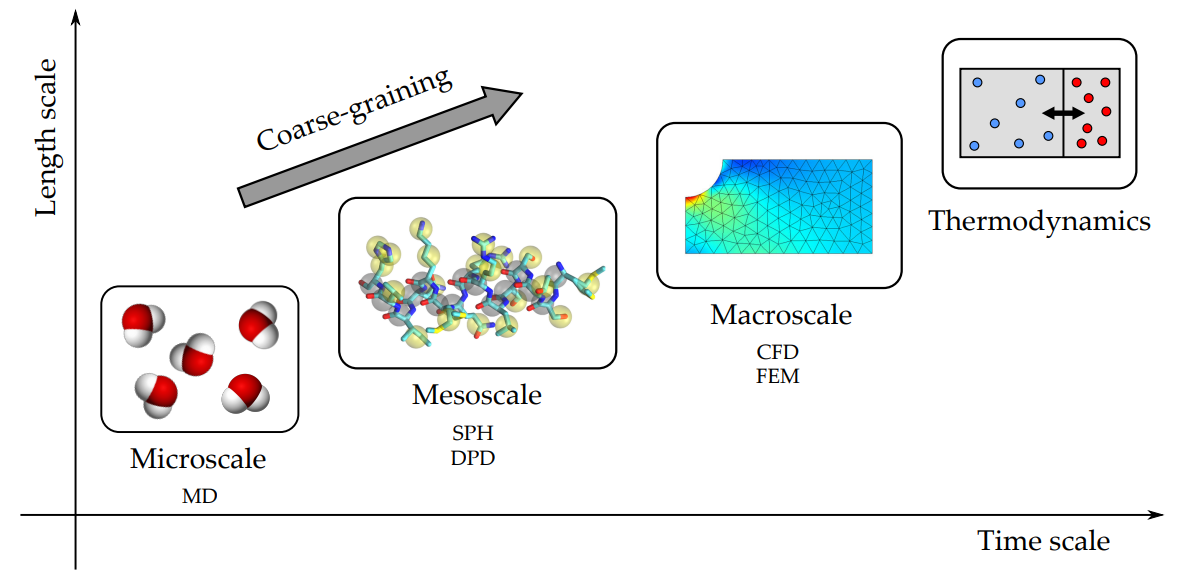 Length scale
Coarse-graining
Thermodynamics
Macroscale
CFD
FEM
Mesoscale
SPH
DPD
Microscale
MD
Time scale